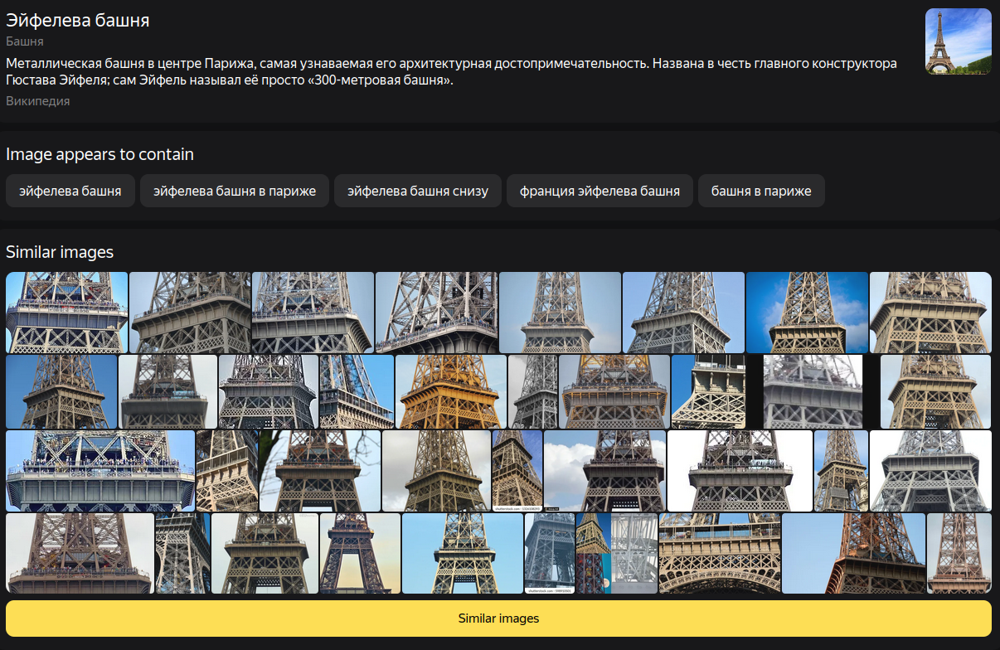 Эйфелева башня
Башня
Металлическая башня в центре Парижа, самая узнаваемая его архитектурная достопримечательность. Названа в честь главного конструктора
Гюстава Эйфеля; сам Эйфель называл её просто «300-метровая башня».
Википедия
Image appears to contain
эйфелева башня
эйфелева башня в париже
эйфелева башня снизу
франция эйфелева башня
башня в париже
Similar images
Similar images